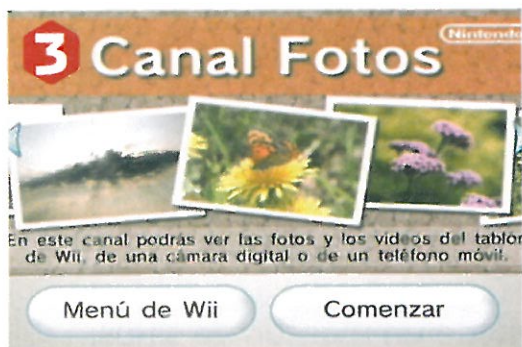 3 Canal Fotos
Nintendo
En este canal podrás ver las fotos y los vídeos del tablón
de Wii, de una cámara digital o de un teléfono móvil.
Menú de Wii
Comenzar